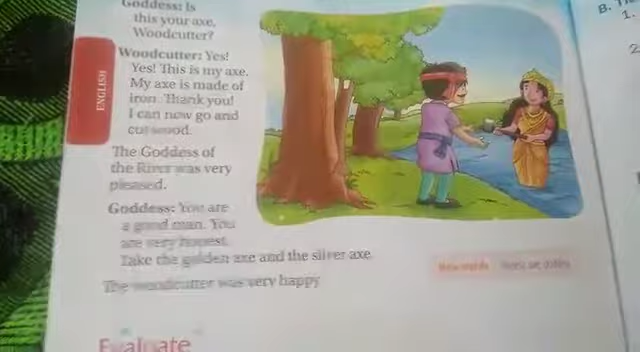 Goddess: Is
this your axe,
Woodcutter?
Woodcutter: Yes!
Yes! This is my axe.
My axe is made of
iron. Thank you!
I can now go and
cut wood.
The Goddess of
the River was very
pleased.
Goddess: You are
a good man. You
are very honest.
Take the golden axe and the silver axe.
The woodcutter was very happy.
ENGLISH
New words
Evaluate
B.
1.
2